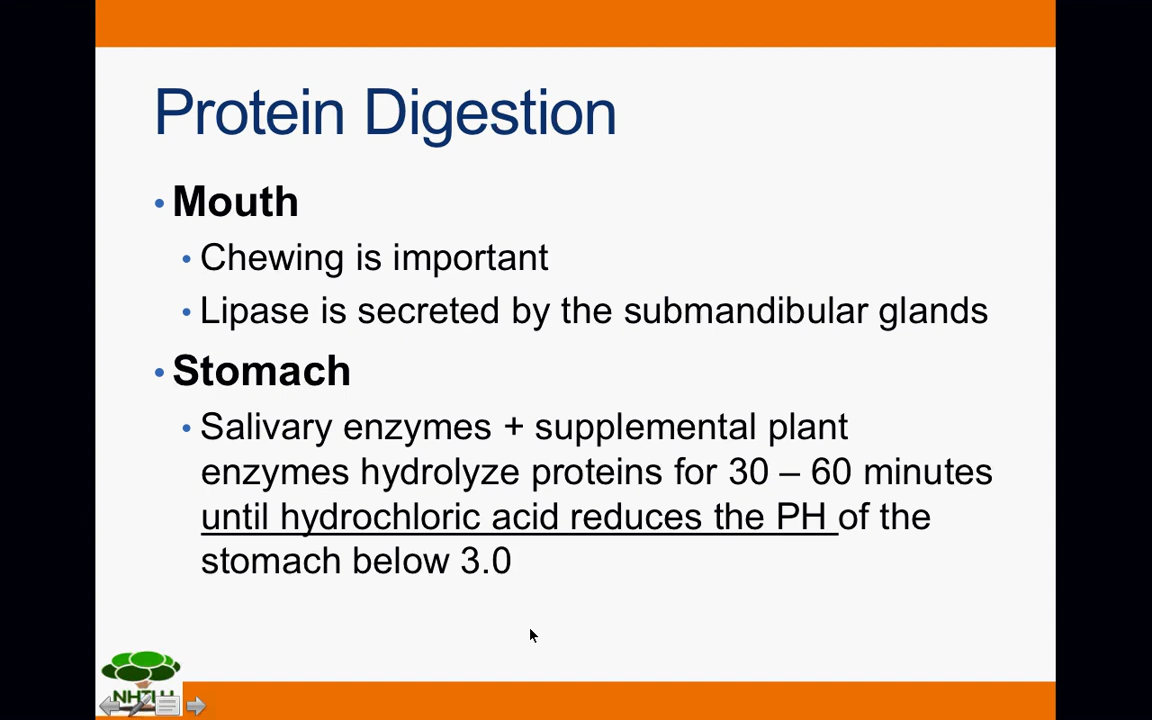 Protein Digestion
• Mouth
• Chewing is important
• Lipase is secreted by the submandibular glands
• Stomach
• Salivary enzymes + supplemental plant
enzymes hydrolyze proteins for 30 – 60 minutes
until hydrochloric acid reduces the PH of the
stomach below 3.0